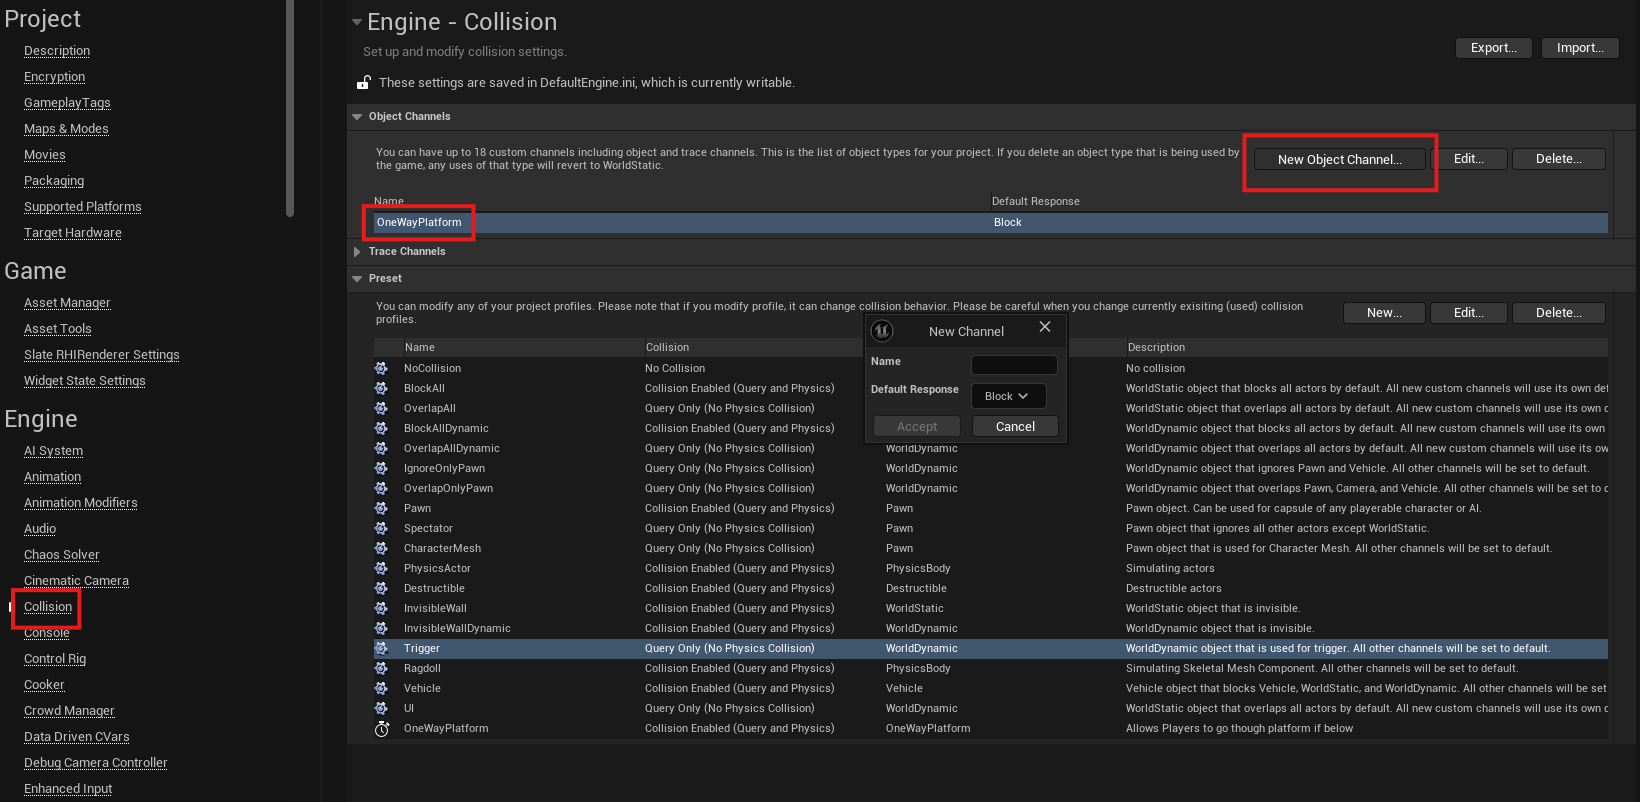 Project
Description
Encryption
GameplayTags
Maps & Modes
Movies
Packaging
Supported Platforms
Target Hardware
Game
Asset Manager
Asset Tools
Slate RHIRenderer Settings
Widget State Settings
Engine
AI System
Animation
Animation Modifiers
Audio
Chaos Solver
Cinematic Camera
Collision
Console
Control Rig
Cooker
Crowd Manager
Data Driven CVars
Debug Camera Controller
Enhanced Input
Engine - Collision
Set up and modify collision settings.
Export... Import...
These settings are saved in DefaultEngine.ini, which is currently writable.
Object Channels
You can have up to 18 custom channels including object and trace channels. This is the list of object types for your project. If you delete an object type that is being used by
the game, any uses of that type will revert to WorldStatic.
New Object Channel... Edit... Delete...
Name Default Response
OneWayPlatform Block
Trace Channels
Preset
You can modify any of your project profiles. Please note that if you modify profile, it can change collision behavior. Please be careful when you change currently exisiting (used) collision
profiles.
New... Edit... Delete...
Name Collision Description
NoCollision No Collision No collision
BlockAll Collision Enabled (Query and Physics) WorldStatic object that blocks all actors by default. All new custom channels will use its own def
OverlapAll Query Only (No Physics Collision) WorldStatic object that overlaps all actors by default. All new custom channels will use its own d
BlockAllDynamic Collision Enabled (Query and Physics) WorldDynamic object that blocks all actors by default. All new custom channels will use its own
OverlapAllDynamic Query Only (No Physics Collision) WorldDynamic WorldDynamic object that overlaps all actors by default. All new custom channels will use its ow
IgnoreOnlyPawn Query Only (No Physics Collision) WorldDynamic WorldDynamic object that ignores Pawn and Vehicle. All other channels will be set to default.
OverlapOnlyPawn Query Only (No Physics Collision) WorldDynamic WorldDynamic object that overlaps Pawn, Camera, and Vehicle. All other channels will be set to d
Pawn Collision Enabled (Query and Physics) Pawn Pawn object. Can be used for capsule of any playerable character or AI.
Spectator Query Only (No Physics Collision) Pawn Pawn object that ignores all other actors except WorldStatic.
CharacterMesh Query Only (No Physics Collision) Pawn Pawn object that is used for Character Mesh. All other channels will be set to default.
PhysicsActor Collision Enabled (Query and Physics) PhysicsBody Simulating actors
Destructible Collision Enabled (Query and Physics) Destructible Destructible actors
InvisibleWall Collision Enabled (Query and Physics) WorldStatic WorldStatic object that is invisible.
InvisibleWallDynamic Collision Enabled (Query and Physics) WorldDynamic WorldDynamic object that is invisible.
Trigger Query Only (No Physics Collision) WorldDynamic WorldDynamic object that is used for trigger. All other channels will be set to default.
Ragdoll Collision Enabled (Query and Physics) PhysicsBody Simulating Skeletal Mesh Component. All other channels will be set to default.
Vehicle Collision Enabled (Query and Physics) Vehicle Vehicle object that blocks Vehicle, WorldStatic, and WorldDynamic. All other channels will be set
UI Query Only (No Physics Collision) WorldDynamic WorldStatic object that overlaps all actors by default. All new custom channels will use its own d
OneWayPlatform Collision Enabled (Query and Physics) OneWayPlatform Allows Players to go though platform if below
New Channel
Name
Default Response Block
Accept Cancel